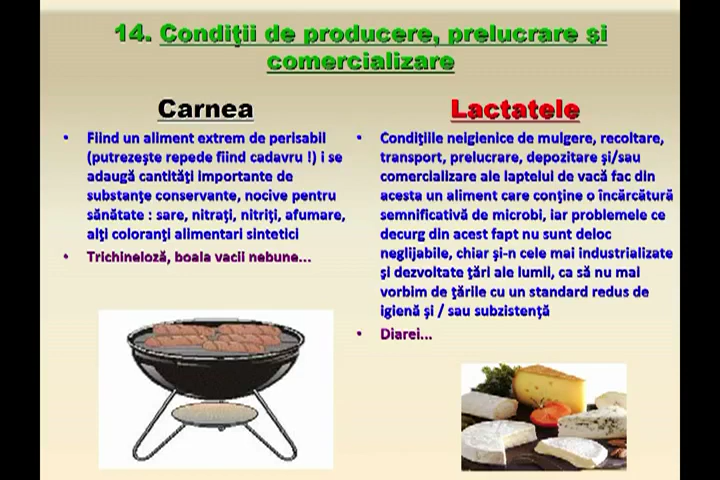 14. Condiţii de producere, prelucrare şi
comercializare
Carnea
• Fiind un aliment extrem de perisabil
(putrezeşte repede fiind cadavru !) i se
adaugă cantităţi importante de
substanţe conservante, nocive pentru
sănătate : sare, nitraţi, nitriţi, afumare,
alţi coloranţi alimentari sintetici
• Trichineloză, boala vacii nebune...
Lactatele
• Condiţiile neigienice de mulgere, recoltare,
transport, prelucrare, depozitare şi/sau
comercializare ale laptelui de vacă fac din
acesta un aliment care conţine o încărcătură
semnificativă de microbi, iar problemele ce
decurg din acest fapt nu sunt deloc
neglijabile, chiar şi-n cele mai industrializate
şi dezvoltate ţări ale lumii, ca să nu mai
vorbim de ţările cu un standard redus de
igienă şi / sau subzistenţă
• Diarei...